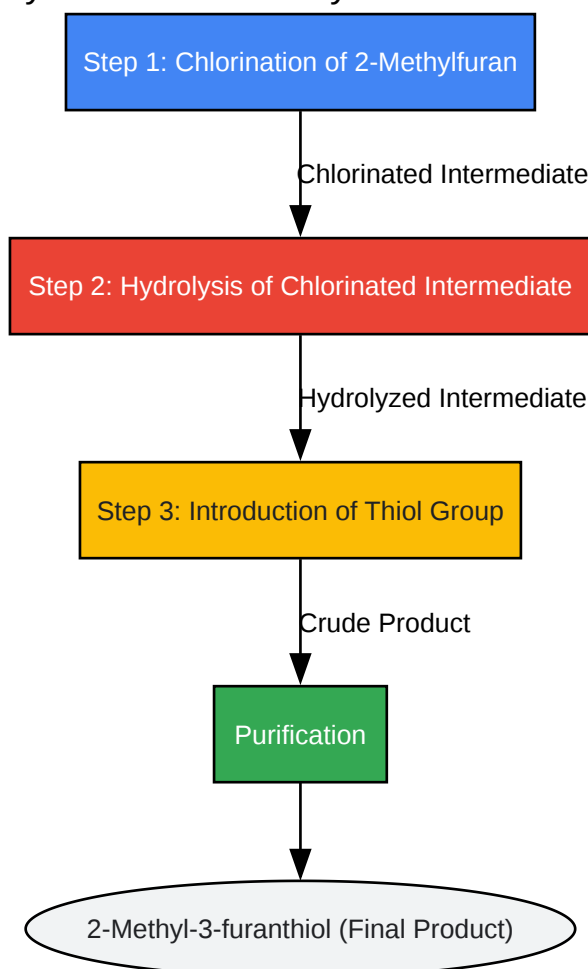 Step 1: Chlorination of 2-Methylfuran
Chlorinated Intermediate
Step 2: Hydrolysis of Chlorinated Intermediate
Hydrolyzed Intermediate
Step 3: Introduction of Thiol Group
Crude Product
Purification
2-Methyl-3-furanthiol (Final Product)